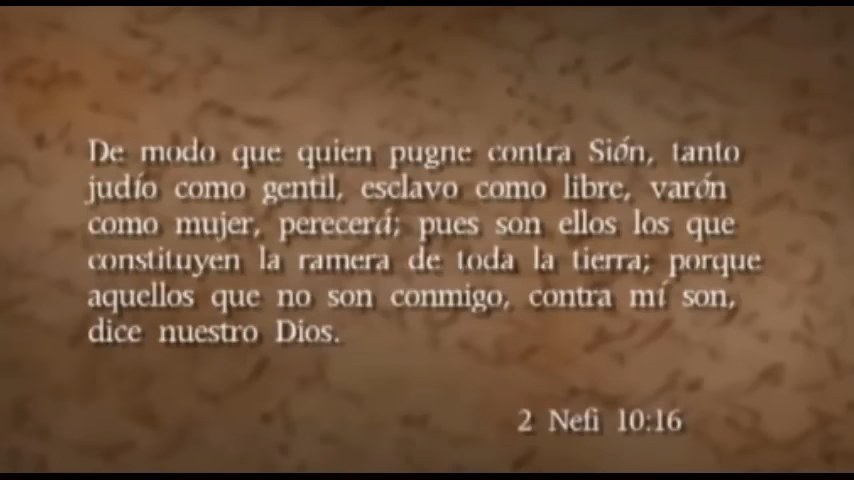 De modo que quien pugne contra Sión, tanto
judío como gentil, esclavo como libre, varón
como mujer, perecerá; pues son ellos los que
constituyen la ramera de toda la tierra; porque
aquellos que no son conmigo, contra mí son,
dice nuestro Dios.
2 Nefi 10:16